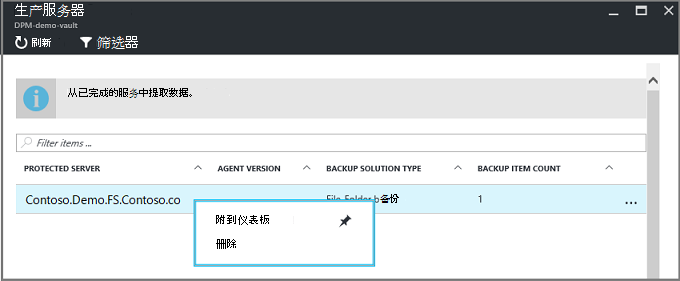 生产服务器
DPM-demo-vault
刷新 筛选器
从已完成的服务中提取数据。
Filter items ...
PROTECTED SERVER AGENT VERSION BACKUP SOLUTION TYPE BACKUP ITEM COUNT
Contoso.Demo.FS.Contoso.co File-Folder b备份 1 ...
附到仪表板
删除